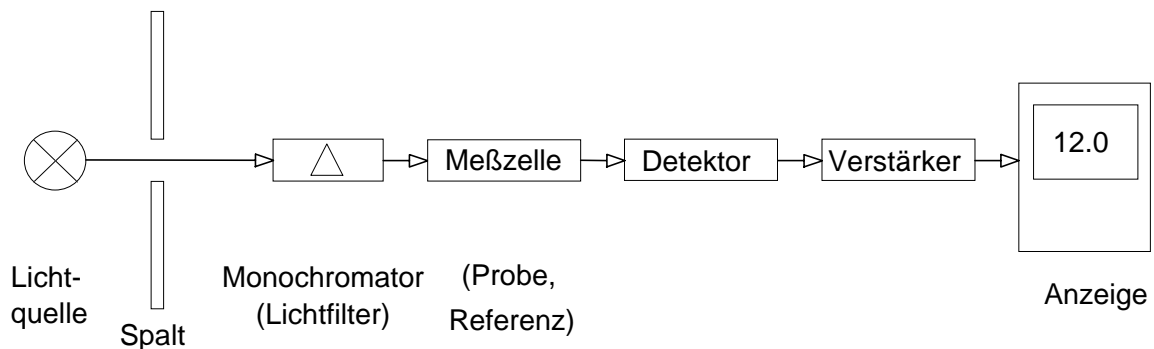 12.0
Meßzelle
Detektor
Verstärker
Licht-
quelle
Spalt
Monochromator
(Lichtfilter)
(Probe,
Referenz)
Anzeige